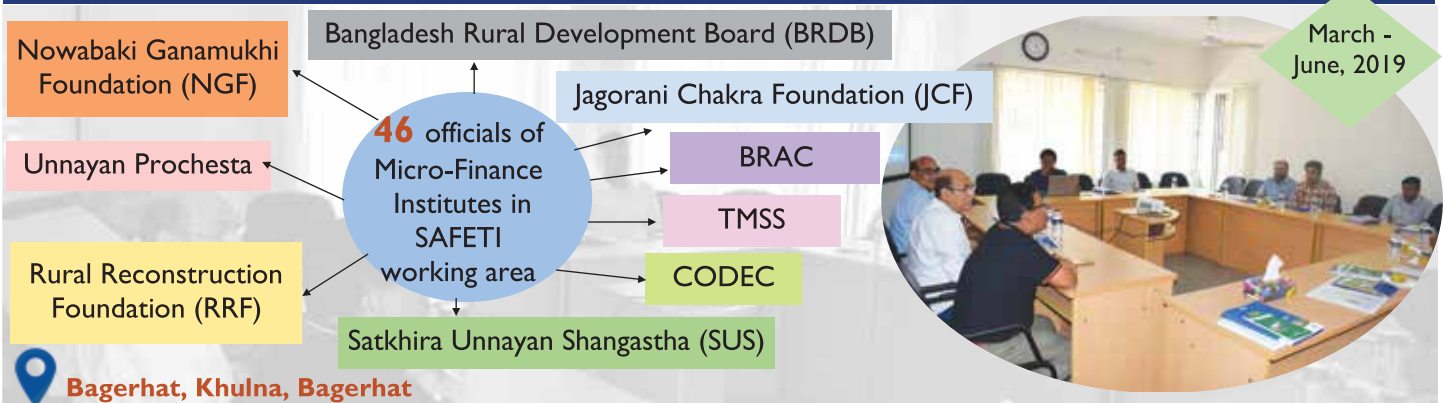 Nowabaki Ganamukhi
Foundation (NGF)
Bangladesh Rural Development Board (BRDB)
March -
June, 2019
Jagorani Chakra Foundation (JCF)
46 officials of
Micro-Finance
Institutes in
SAFETI
working area
Unnayan Prochesta
BRAC
TMSS
Rural Reconstruction
Foundation (RRF)
CODEC
Satkhira Unnayan Shangastha (SUS)
Bagerhat, Khulna, Bagerhat